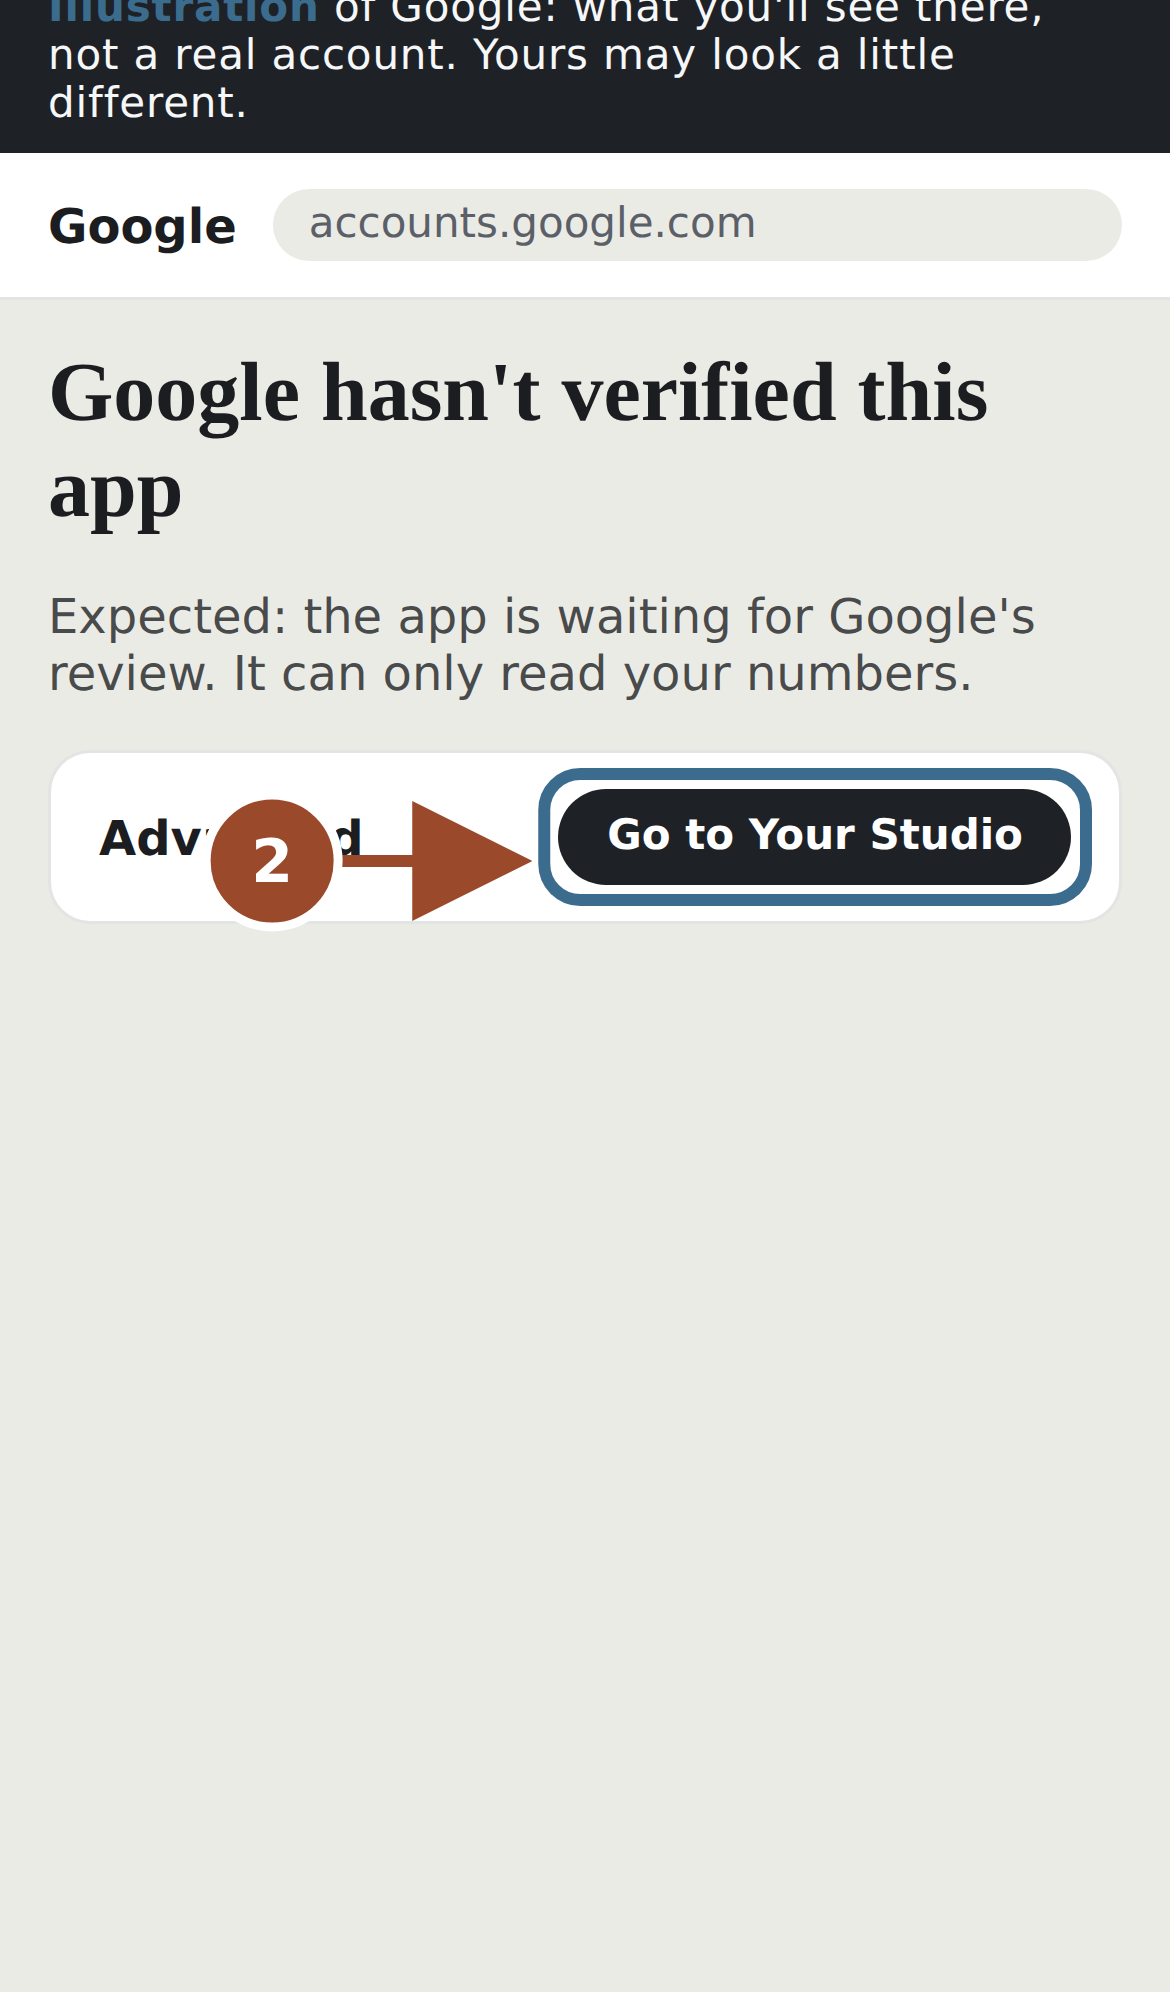 Illustration of Google: what you'll see there,
not a real account. Yours may look a little
different.
Google
accounts.google.com
Google hasn't verified this
app
Expected: the app is waiting for Google's
review. It can only read your numbers.
2
Go to Your Studio